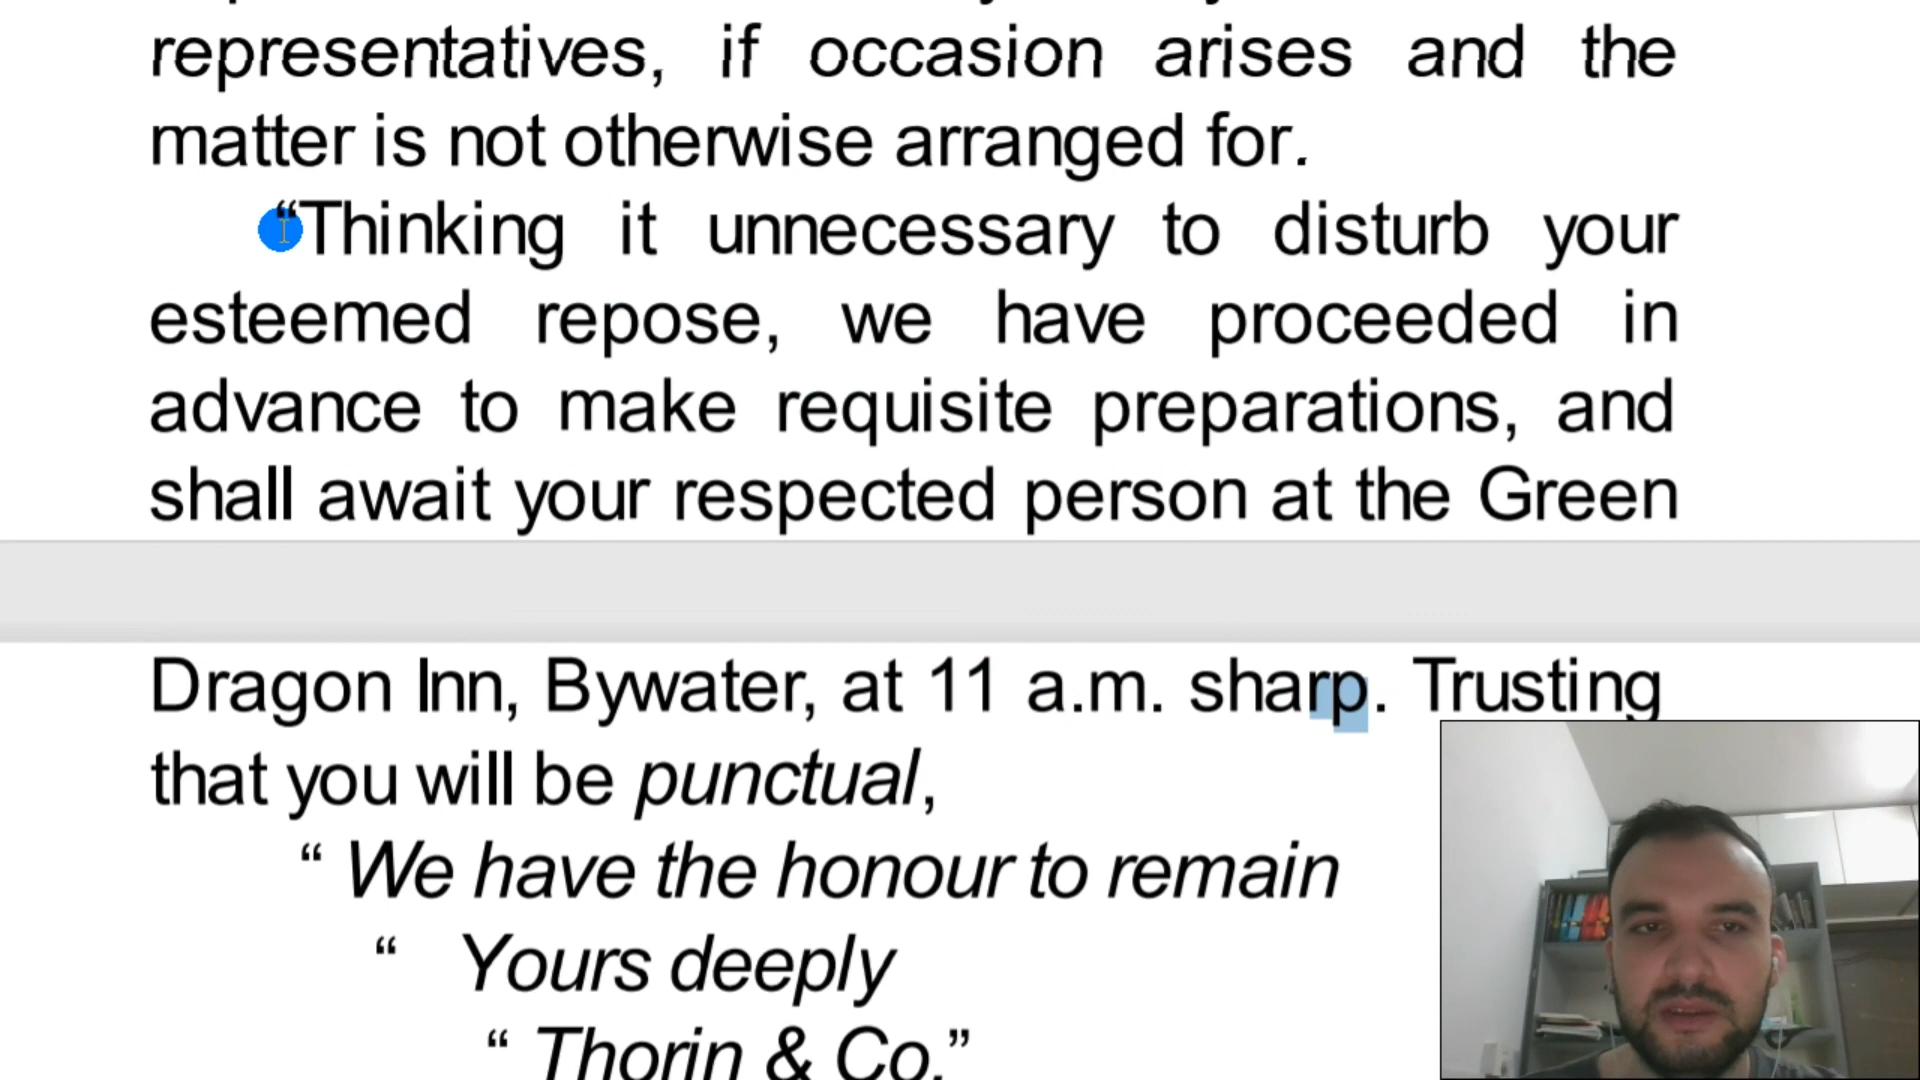 representatives, if occasion arises and the
matter is not otherwise arranged for.
“Thinking it unnecessary to disturb your
esteemed repose, we have proceeded in
advance to make requisite preparations, and
shall await your respected person at the Green
Dragon Inn, Bywater, at 11 a.m. sharp. Trusting
that you will be punctual,
“ We have the honour to remain
“ Yours deeply
“ Thorin & Co.”